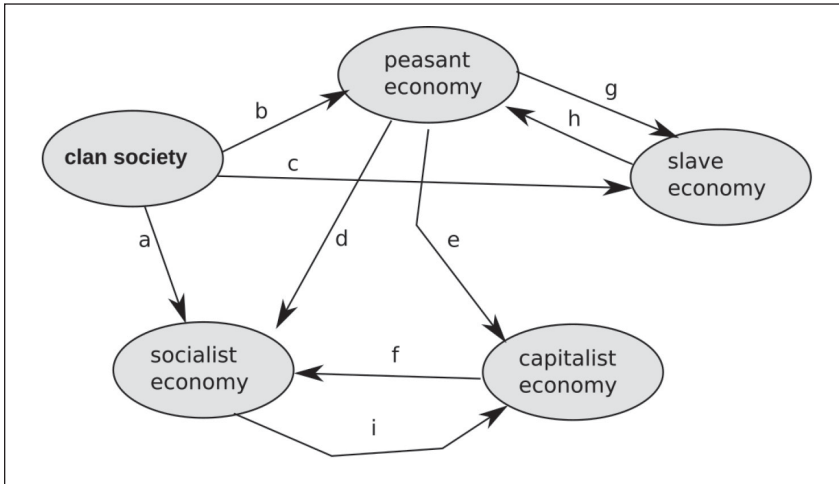 peasant
economy
g
b
h
clan society
c
slave
economy
a
d
e
f
socialist
economy
capitalist
economy
i